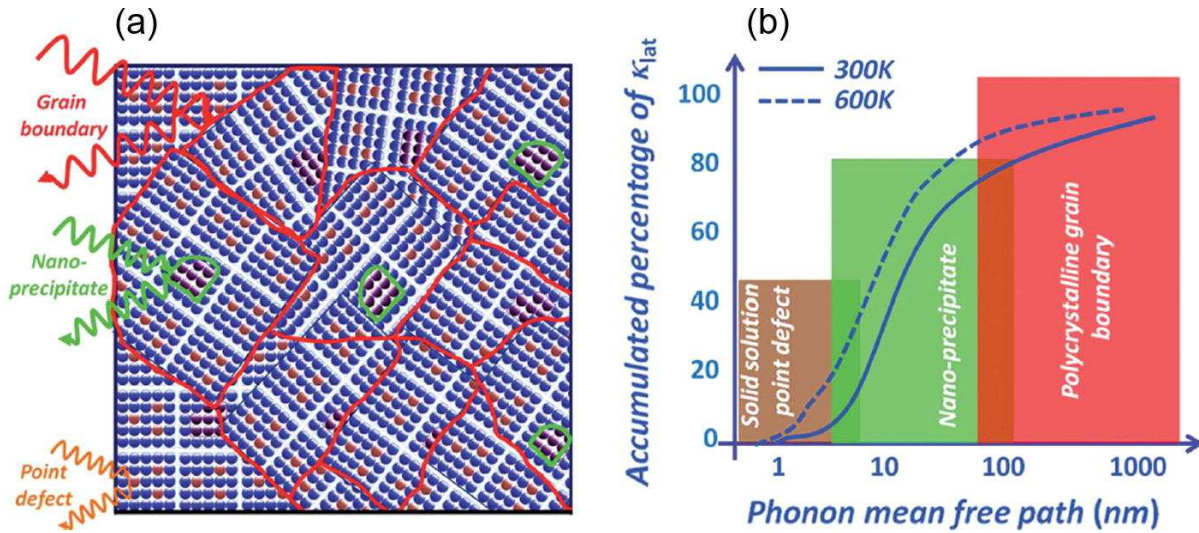 (a)
Grain
boundary
Nano-
precipitate
Point
defect
(b)
Accumulated percentage of κlat
100
80
60
40
20
0
300K
600K
Solid solution
point defect
Nano-precipitate
Polycrystalline grain
boundary
1 10 100 1000
Phonon mean free path (nm)